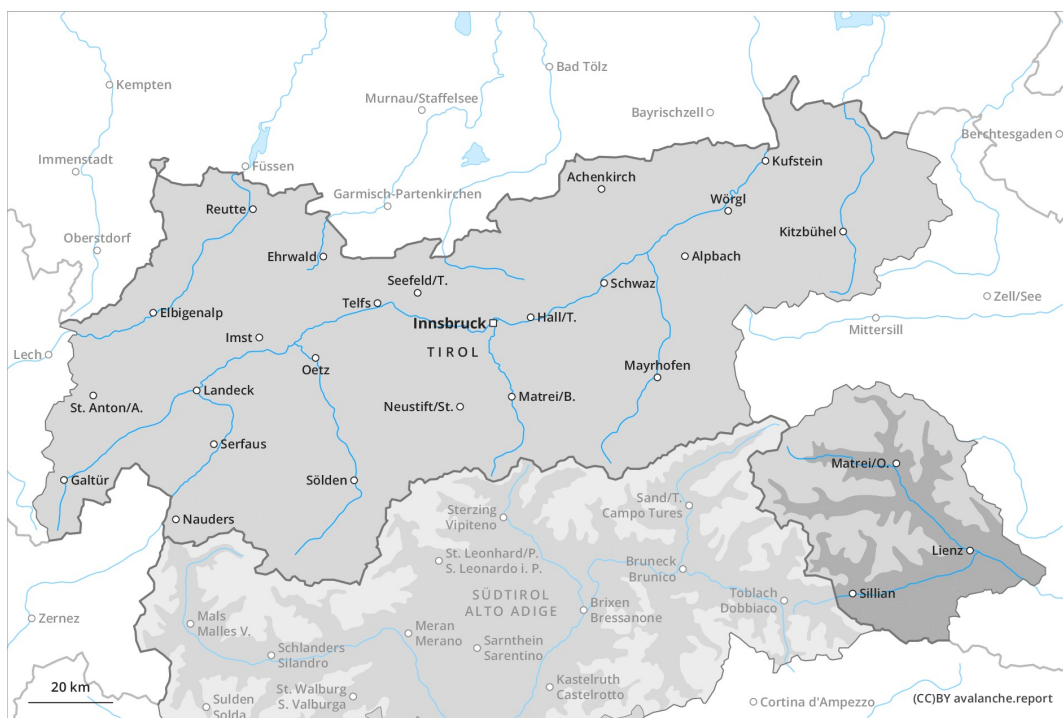 Kempten
Bad Tölz
Murnau/Staffelsee
Bayrischzell
Berchtesgaden
Immenstadt
Füssen
Kufstein
Achenkirch
Garmisch-Partenkirchen
Reutte
Wörgl
Oberstdorf
Kitzbühel
Ehrwald
Alpbach
Seefeld/T.
Schwaz
Telfs
Zell/See
Elbigenalp
Hall/T.
Innsbruck
Mittersill
Imst
Lech
TIROL
Oetz
Mayrhofen
Landeck
St. Anton/A.
Neustift/St.
Matrei/B.
Serfaus
Matrei/O.
Galtür
Sölden
Sand/T.
Campo Tures
Sterzing
Vipiteno
Nauders
Lienz
St. Leonhard/P.
S. Leonardo i. P.
Bruneck
Brunico
SÜDTIROL
ALTO ADIGE
Sillian
Toblach
Dobbiaco
Brixen
Bressanone
Zernez
Mals
Malles V.
Meran
Merano
Sarnthein
Sarentino
Schlanders
Silandro
20 km
St. Walburg
S. Valburga
Kastelruth
Castelrotto
Sulden
Solda
Cortina d'Ampezzo
(CC)BY avalanche.report